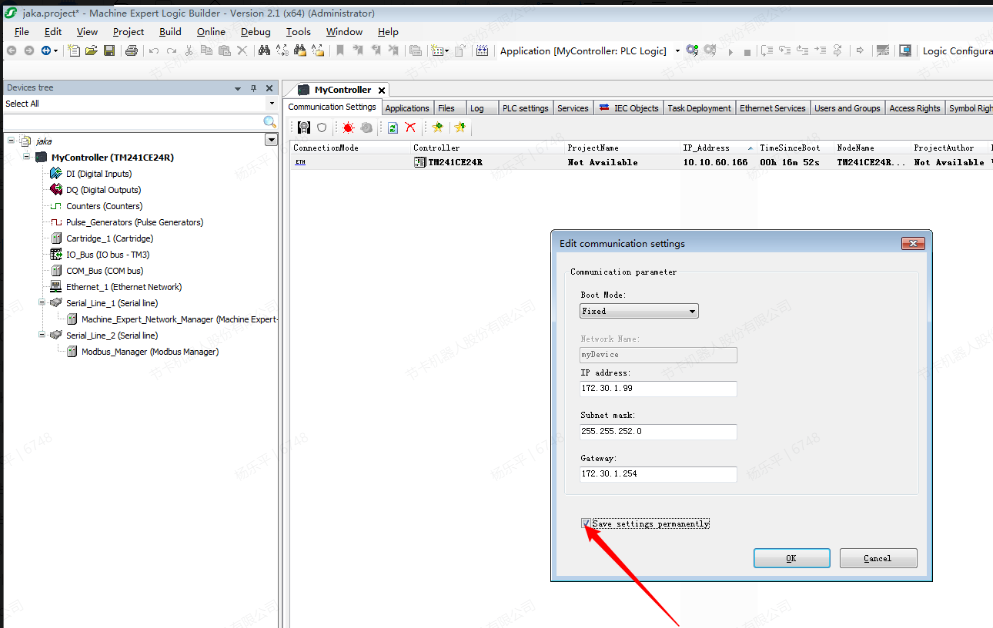 jaka.project* - Machine Expert Logic Builder - Version 2.1 (x64) (Administrator)
File Edit View Project Build Online Debug Tools Window Help
Application [MyController: PLC Logic] Logic Configura
Devices tree
Select All
jaka
MyController (TM241CE24R)
DI (Digital Inputs)
DQ (Digital Outputs)
Counters (Counters)
Pulse_Generators (Pulse Generators)
Cartridge_1 (Cartridge)
IO_Bus (IO bus - TM3)
COM_Bus (COM bus)
Ethernet_1 (Ethernet Network)
Serial_Line_1 (Serial line)
Machine_Expert_Network_Manager (Machine Expert-
Serial_Line_2 (Serial line)
Modbus_Manager (Modbus Manager)
MyController
Communication Settings Applications Files Log PLC settings Services IEC Objects Task Deployment Ethernet Services Users and Groups Access Rights Symbol Righ
ConnectionMode Controller ProjectName IP_Address TimeSinceBoot NodeName ProjectAuthor
ETH TM241CE24R Not Available 10.10.60.166 00h 16m 52s TM241CE24R... Not Available
Edit communication settings
Communication parameter
Boot Mode:
Fixed
Network Name:
myDevice
IP address:
172.30.1.99
Subnet mask:
255.255.252.0
Gateway:
172.30.1.254
Save settings permanently
OK Cancel